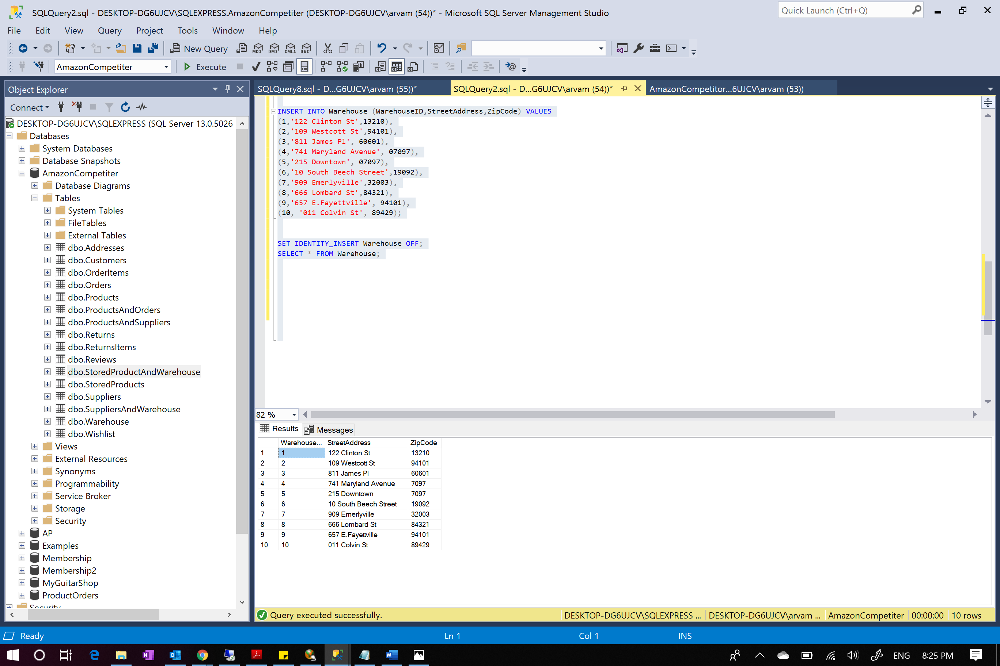 SQLQuery2.sql - DESKTOP-DG6UJCV\SQLEXPRESS.AmazonCompetiter (DESKTOP-DG6UJCV\arvam (54))* - Microsoft SQL Server Management Studio
Quick Launch (Ctrl+Q)
File Edit View Query Project Tools Window Help
New Query MDX DMX XMLA DAX
AmazonCompetiter Execute
Object Explorer
SQLQuery8.sql - D...G6UJCV\arvam (55))* SQLQuery2.sql - D...G6UJCV\arvam (54))* AmazonCompetitor...6UJCV\arvam (53))
Connect
DESKTOP-DG6UJCV\SQLEXPRESS (SQL Server 13.0.5026
Databases
System Databases
Database Snapshots
AmazonCompetiter
Database Diagrams
Tables
System Tables
FileTables
External Tables
dbo.Addresses
dbo.Customers
dbo.OrderItems
dbo.Orders
dbo.Products
dbo.ProductsAndOrders
dbo.ProductsAndSuppliers
dbo.Returns
dbo.ReturnsItems
dbo.Reviews
dbo.StoredProductAndWarehouse
dbo.StoredProducts
dbo.Suppliers
dbo.SuppliersAndWarehouse
dbo.Warehouse
dbo.Wishlist
Views
External Resources
Synonyms
Programmability
Service Broker
Storage
Security
AP
Examples
Membership
Membership2
MyGuitarShop
ProductOrders
Security
INSERT INTO Warehouse (WarehouseID,StreetAddress,ZipCode) VALUES
(1,'122 Clinton St',13210),
(2,'109 Westcott St',94101),
(3,'811 James Pl', 60601),
(4,'741 Maryland Avenue', 07097),
(5,'215 Downtown', 07097),
(6,'10 South Beech Street',19092),
(7,'909 Emerlyville',32003),
(8,'666 Lombard St',84321),
(9,'657 E.Fayettville', 94101),
(10, '011 Colvin St', 89429);
SET IDENTITY_INSERT Warehouse OFF;
SELECT * FROM Warehouse;
82 %
Results Messages
Warehouse... StreetAddress ZipCode
1 1 122 Clinton St 13210
2 2 109 Westcott St 94101
3 3 811 James Pl 60601
4 4 741 Maryland Avenue 7097
5 5 215 Downtown 7097
6 6 10 South Beech Street 19092
7 7 909 Emerlyville 32003
8 8 666 Lombard St 84321
9 9 657 E.Fayettville 94101
10 10 011 Colvin St 89429
Query executed successfully. DESKTOP-DG6UJCV\SQLEXPRESS ... DESKTOP-DG6UJCV\arvam ... AmazonCompetiter 00:00:00 10 rows
Ready Ln 1 Col 1 INS
ENG 8:25 PM